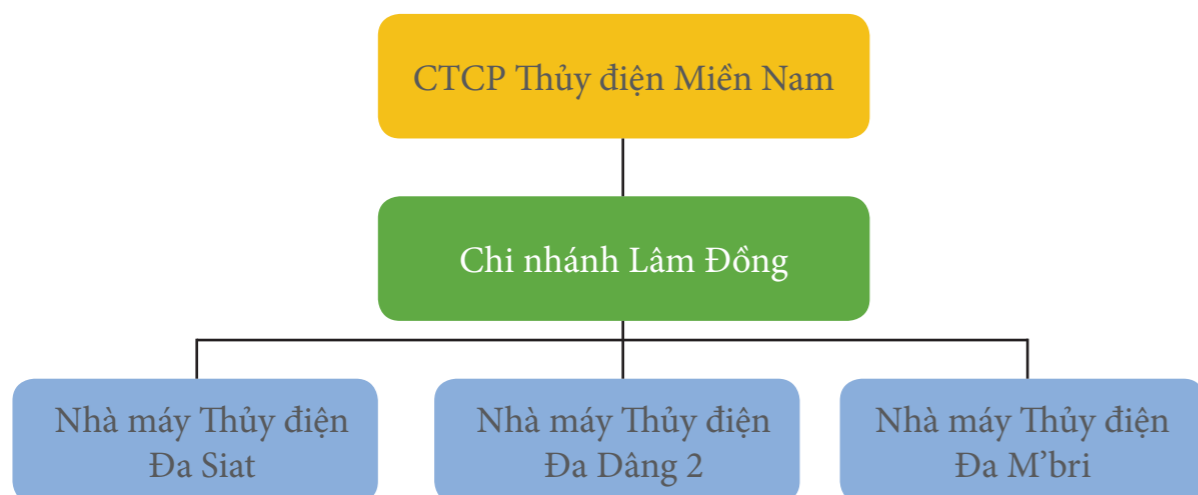 CTCP Thủy điện Miền Nam
Chi nhánh Lâm Đồng
Nhà máy Thủy điện
Đa Siat
Nhà máy Thủy điện
Đa Dâng 2
Nhà máy Thủy điện
Đa M’bri